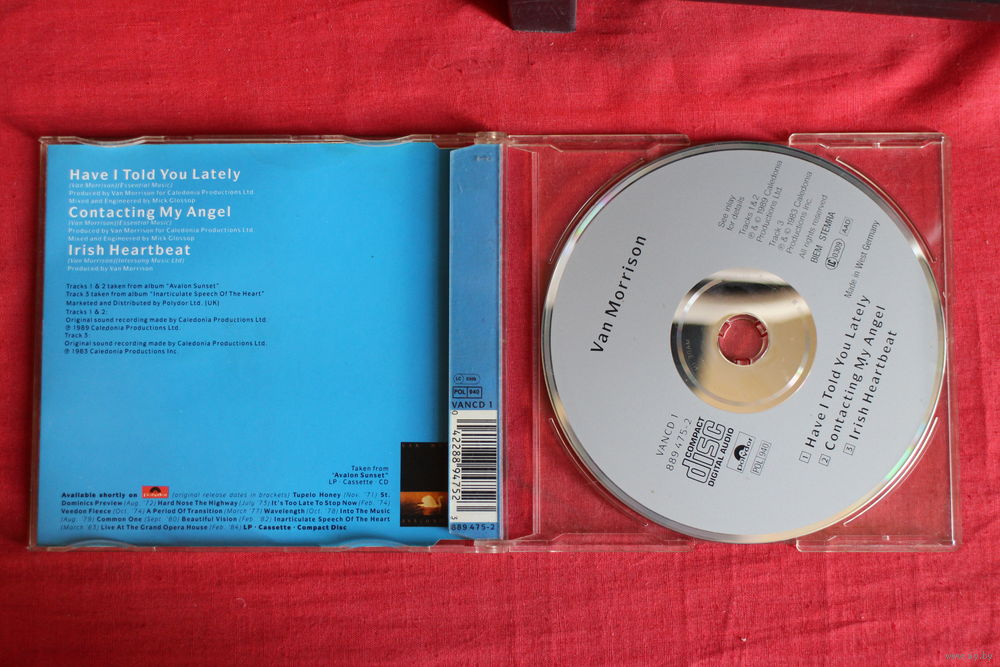 Have I Told You Lately
(Van Morrison)(Essential Music)
Produced by Van Morrison for Caledonia Productions Ltd.
Mixed and Engineered by Mick Glossop
Contacting My Angel
(Van Morrison)(Essential Music)
Produced by Van Morrison for Caledonia Productions Ltd.
Mixed and Engineered by Mick Glossop
Irish Heartbeat
(Van Morrison)(Intersong Music Ltd)
Produced by Van Morrison
Tracks 1 & 2 taken from album "Avalon Sunset"
Track 3 taken from album "Inarticulate Speech Of The Heart"
Marketed and Distributed by Polydor Ltd. (UK)
Tracks 1 & 2:
Original sound recording made by Caledonia Productions Ltd.
℗ 1989 Caledonia Productions Ltd.
Track 3:
Original sound recording made by Caledonia Productions Ltd.
℗ 1983 Caledonia Productions Inc.
Taken from
"Avalon Sunset"
LP · Cassette · CD
Available shortly on Polydor (original release dates in brackets) Tupelo Honey (Nov. '71) St.
Dominics Preview (Aug. '72) Hard Nose The Highway (July '75) It's Too Late To Stop Now (Feb. '74)
Veedon Fleece (Oct. '74) A Period Of Transition (March '77) Wavelength (Oct. '78) Into The Music
(Aug. '79) Common One (Sept. '80) Beautiful Vision (Feb. '82) Inarticulate Speech Of The Heart
(March '83) Live At The Grand Opera House (Feb. '84) LP · Cassette · Compact Disc
LC 0309
POL 940
VANCD 1
0 42288 94752 3
889 475-2
Van Morrison
See inlay
for details
Tracks 1 & 2
℗ & © 1989 Caledonia
Productions Ltd.
Track 3
℗ & © 1983 Caledonia
Productions Inc.
All rights reserved
BIEM STEMRA
LC 0309
AAD
Made in West Germany
1 Have I Told You Lately
2 Contacting My Angel
3 Irish Heartbeat
VANCD 1
889 475-2
COMPACT
disc
DIGITAL AUDIO
Polydor
POL 940